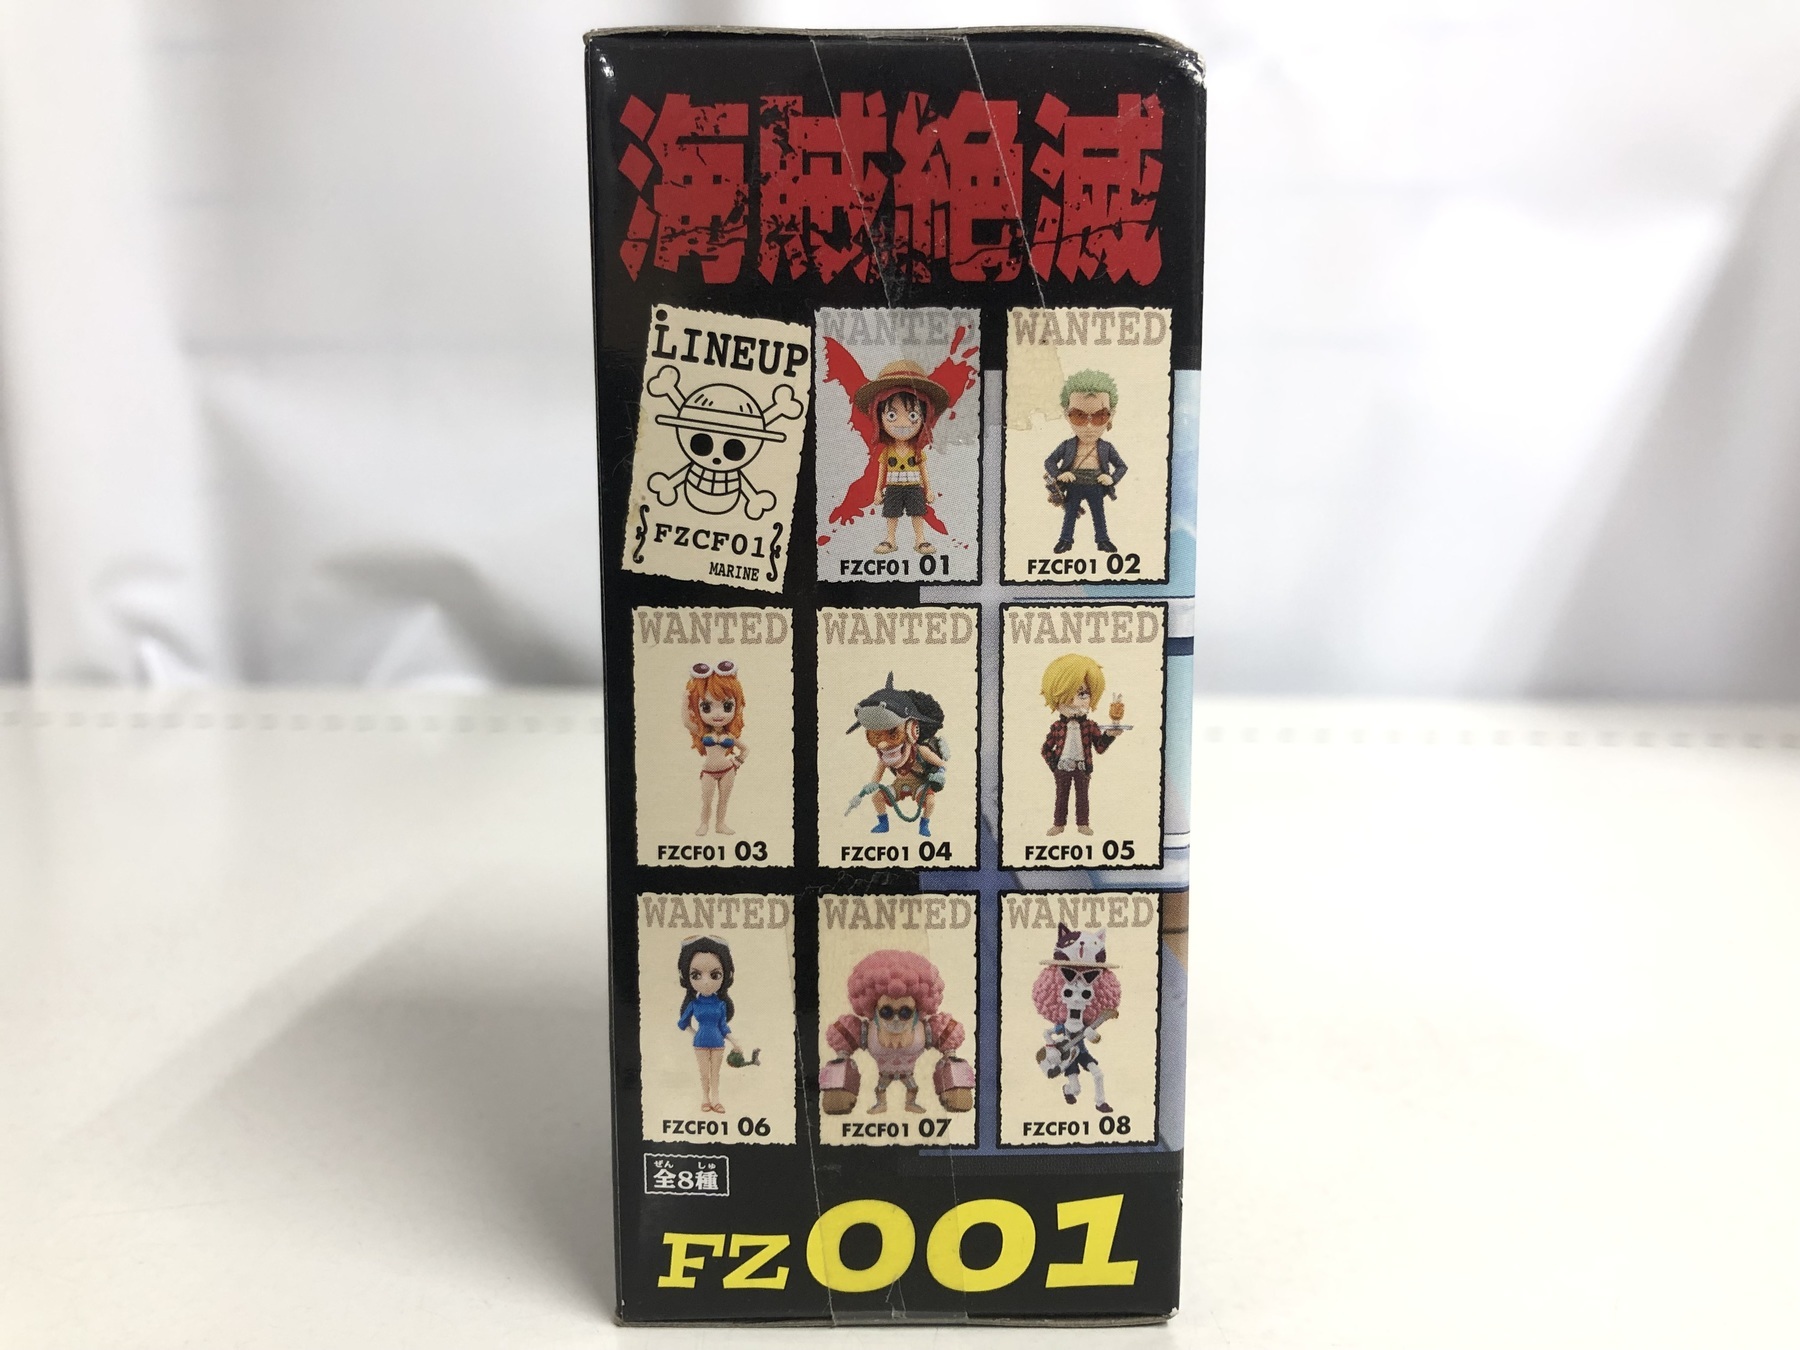 海賊絶滅
LINEUP
FZCF01
MARINE
WANTED
FZCF01 01
WANTED
FZCF01 02
WANTED
FZCF01 03
WANTED
FZCF01 04
WANTED
FZCF01 05
WANTED
FZCF01 06
WANTED
FZCF01 07
WANTED
FZCF01 08
ぜん しゅ
全8種
FZ001